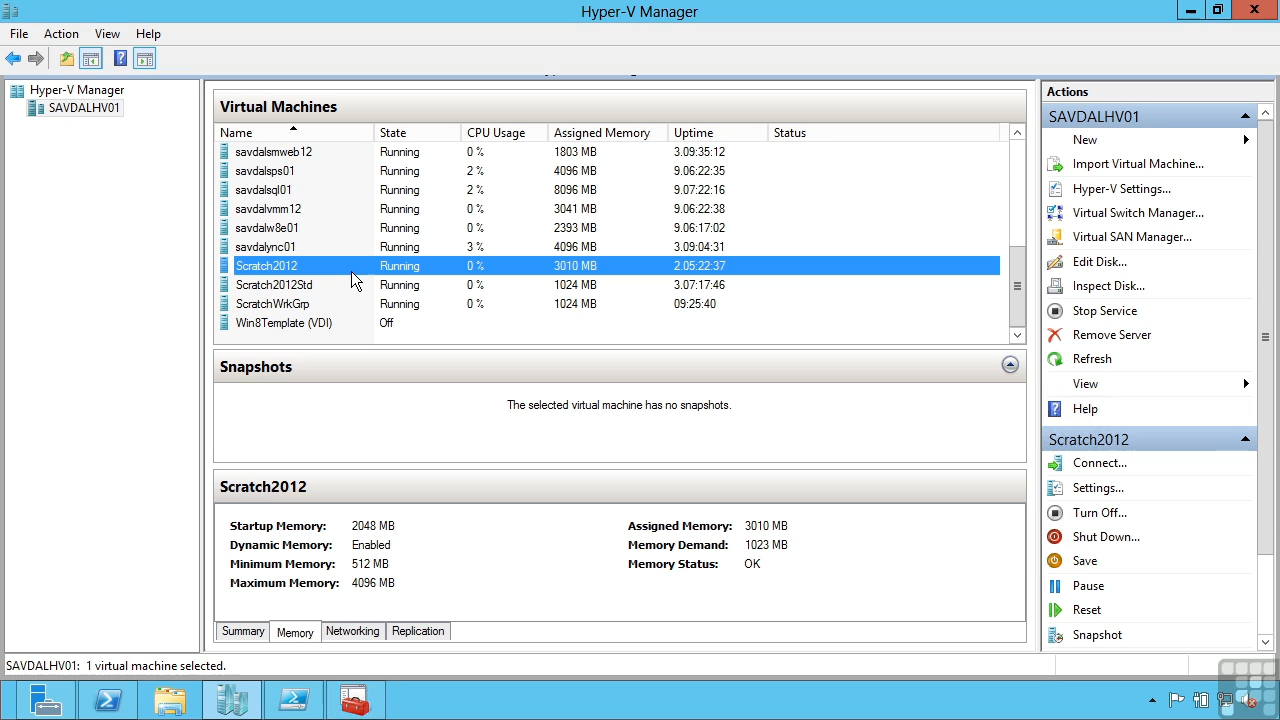 Hyper-V Manager
File Action View Help
Hyper-V Manager
SAVDALHV01
Virtual Machines
Name State CPU Usage Assigned Memory Uptime Status
savdalsmweb12 Running 0 % 1803 MB 3.09:35:12
savdalsps01 Running 2 % 4096 MB 9.06:22:35
savdalsql01 Running 2 % 8096 MB 9.07:22:16
savdalvmm12 Running 0 % 3041 MB 9.06:22:38
savdalw8e01 Running 0 % 2393 MB 9.06:17:02
savdalync01 Running 3 % 4096 MB 3.09:04:31
Scratch2012 Running 0 % 3010 MB 2.05:22:37
Scratch2012Std Running 0 % 1024 MB 3.07:17:46
ScratchWrkGrp Running 0 % 1024 MB 09:25:40
Win8Template (VDI) Off
Snapshots
The selected virtual machine has no snapshots.
Scratch2012
Startup Memory: 2048 MB Assigned Memory: 3010 MB
Dynamic Memory: Enabled Memory Demand: 1023 MB
Minimum Memory: 512 MB Memory Status: OK
Maximum Memory: 4096 MB
Summary Memory Networking Replication
Actions
SAVDALHV01
New
Import Virtual Machine...
Hyper-V Settings...
Virtual Switch Manager...
Virtual SAN Manager...
Edit Disk...
Inspect Disk...
Stop Service
Remove Server
Refresh
View
Help
Scratch2012
Connect...
Settings...
Turn Off...
Shut Down...
Save
Pause
Reset
Snapshot
SAVDALHV01: 1 virtual machine selected.